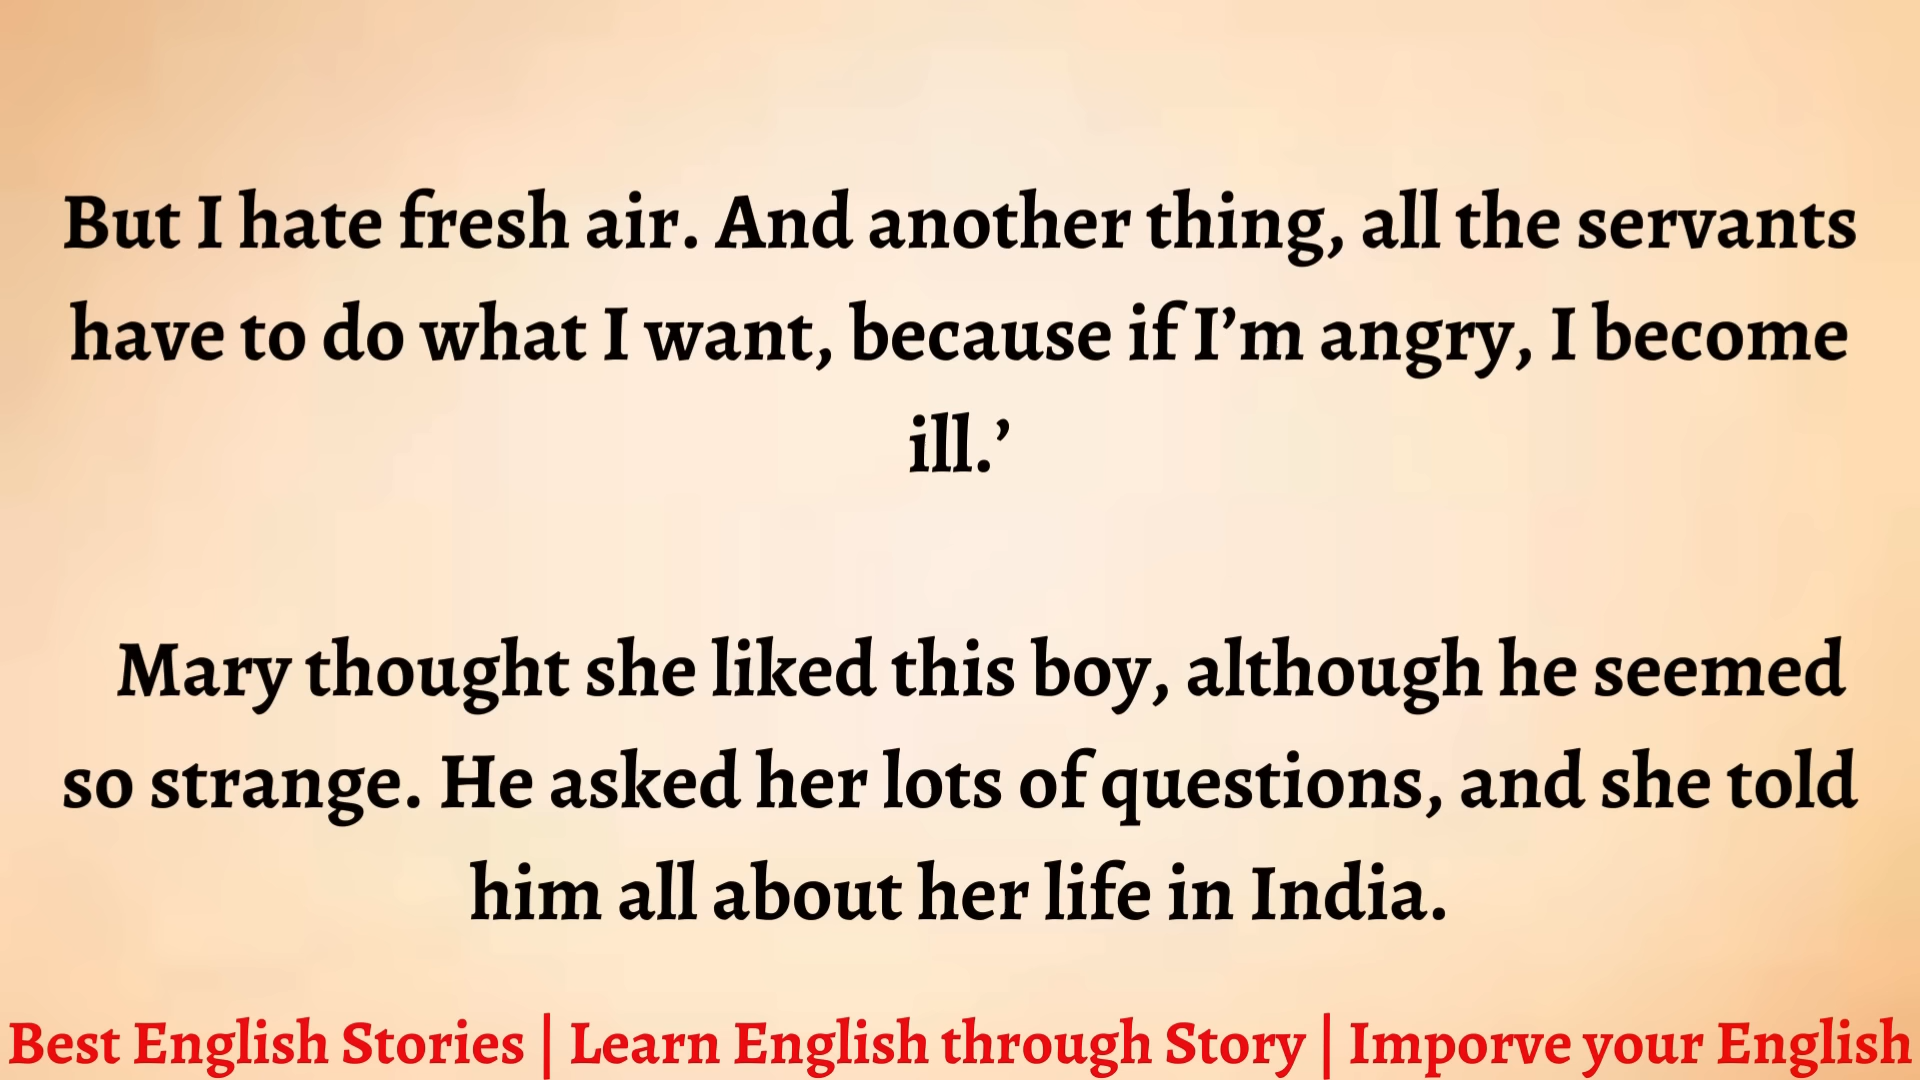 But I hate fresh air. And another thing, all the servants
have to do what I want, because if I’m angry, I become
ill.’
Mary thought she liked this boy, although he seemed
so strange. He asked her lots of questions, and she told
him all about her life in India.
Best English Stories | Learn English through Story | Imporve your English